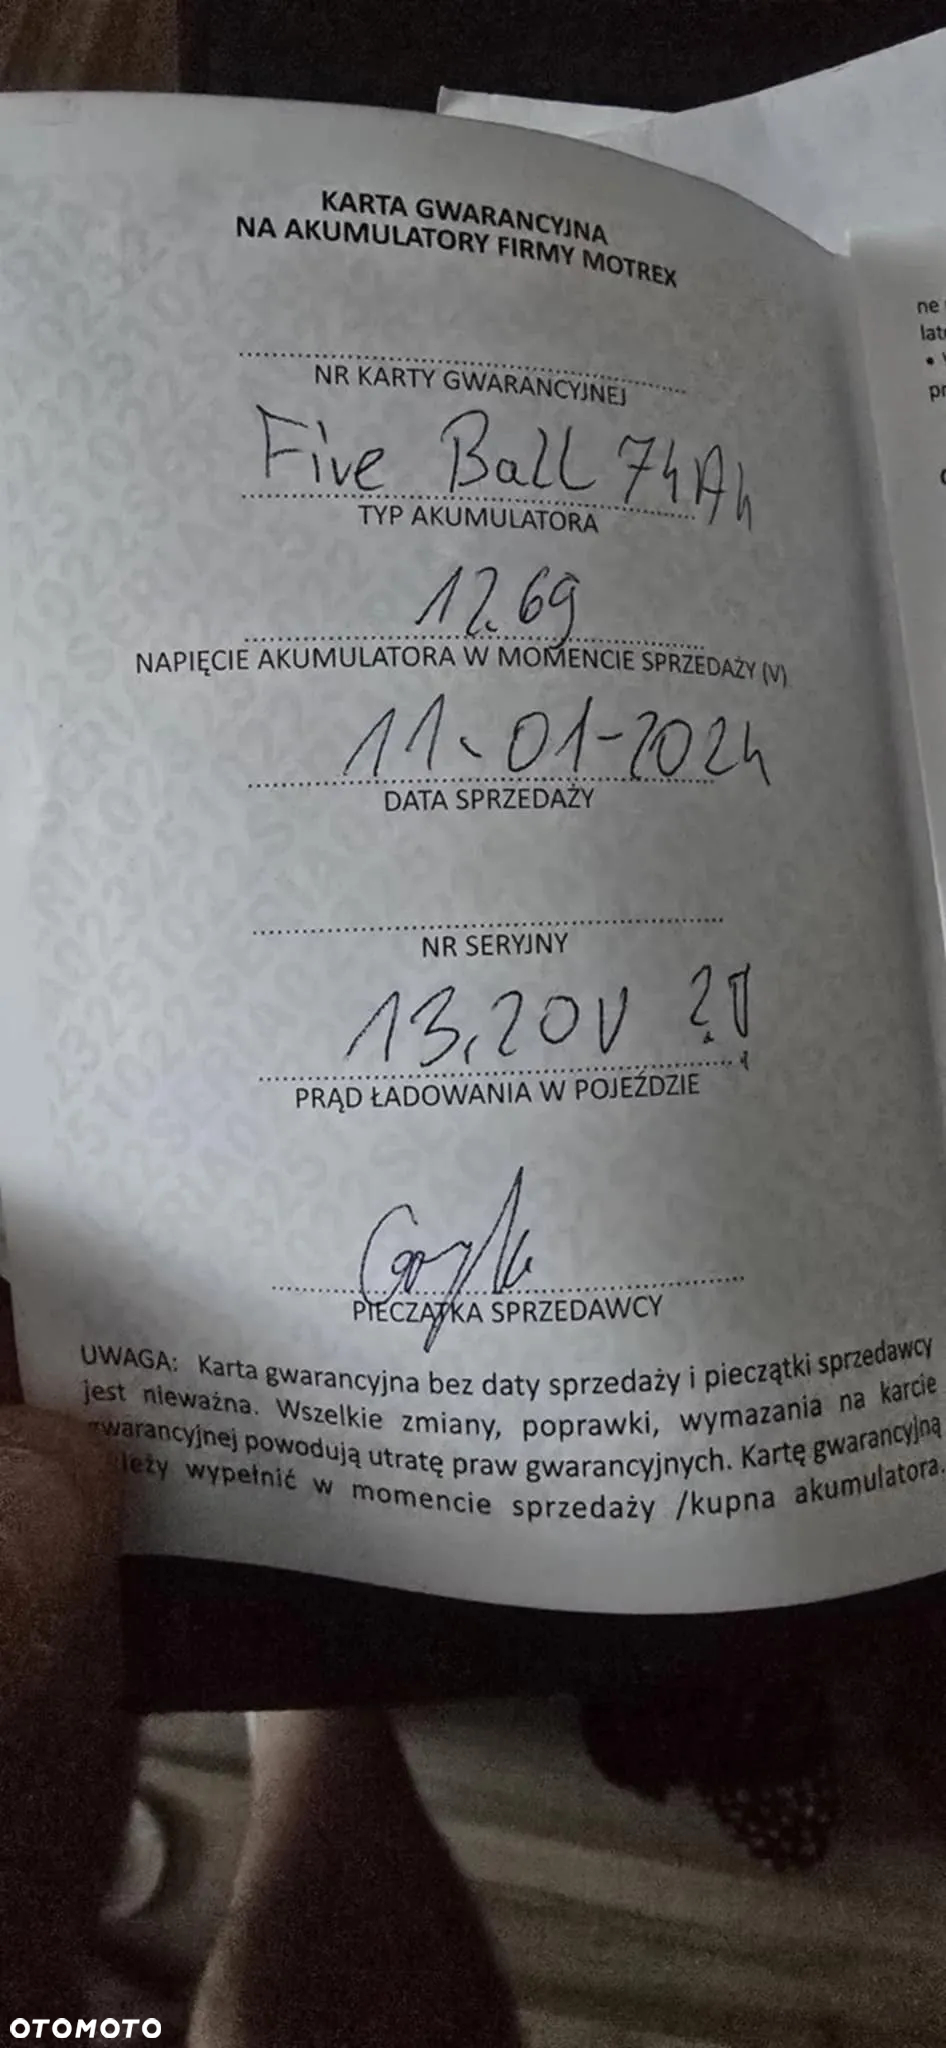 KARTA GWARANCYJNA
NA AKUMULATORY FIRMY MOTREX
NR KARTY GWARANCYJNEJ
Five Ball 74Ah
TYP AKUMULATORA
12.69
NAPIĘCIE AKUMULATORA W MOMENCIE SPRZEDAŻY (V)
11-01-2024
DATA SPRZEDAŻY
NR SERYJNY
13,20V
PRĄD ŁADOWANIA W POJEŹDZIE
PIECZĄTKA SPRZEDAWCY
UWAGA: Karta gwarancyjna bez daty sprzedaży i pieczątki sprzedawcy
jest nieważna. Wszelkie zmiany, poprawki, wymazania na karcie
gwarancyjnej powodują utratę praw gwarancyjnych. Kartę gwarancyjną
leży wypełnić w momencie sprzedaży /kupna akumulatora.
ne
pr
OTOMOTO